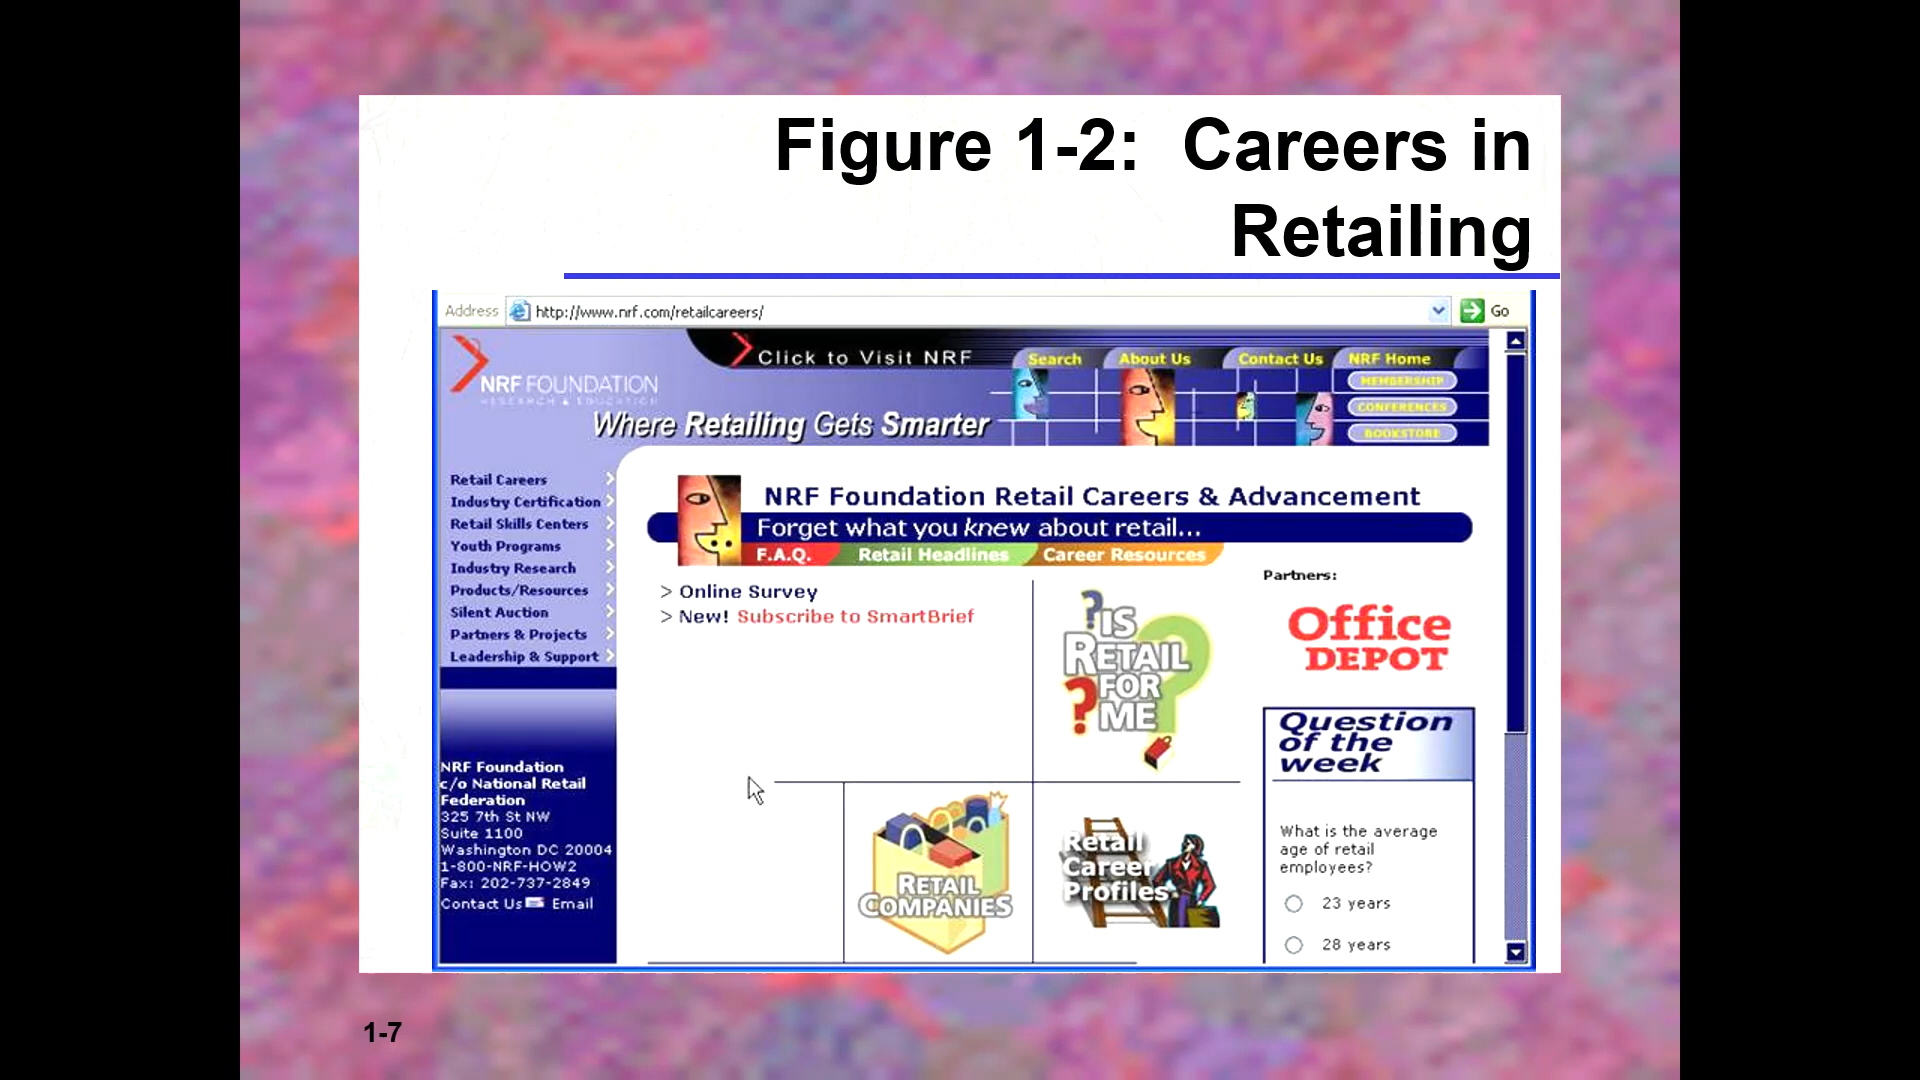 Figure 1-2: Careers in
Retailing
Address http://www.nrf.com/retailcareers/ Go
Click to Visit NRF
Search About Us Contact Us NRF Home
NRF FOUNDATION
RESEARCH & EDUCATION
MEMBERSHIP
CONFERENCES
BOOKSTORE
Where Retailing Gets Smarter
Retail Careers
Industry Certification
Retail Skills Centers
Youth Programs
Industry Research
Products/Resources
Silent Auction
Partners & Projects
Leadership & Support
NRF Foundation
c/o National Retail
Federation
325 7th St NW
Suite 1100
Washington DC 20004
1-800-NRF-HOW2
Fax: 202-737-2849
Contact Us Email
NRF Foundation Retail Careers & Advancement
Forget what you knew about retail...
F.A.Q. Retail Headlines Career Resources
> Online Survey
> New! Subscribe to SmartBrief
? IS
RETAIL
FOR
? ME ?
RETAIL
COMPANIES
Retail
Career
Profiles
Partners:
Office
DEPOT
Question
of the
week
What is the average
age of retail
employees?
23 years
28 years
1-7